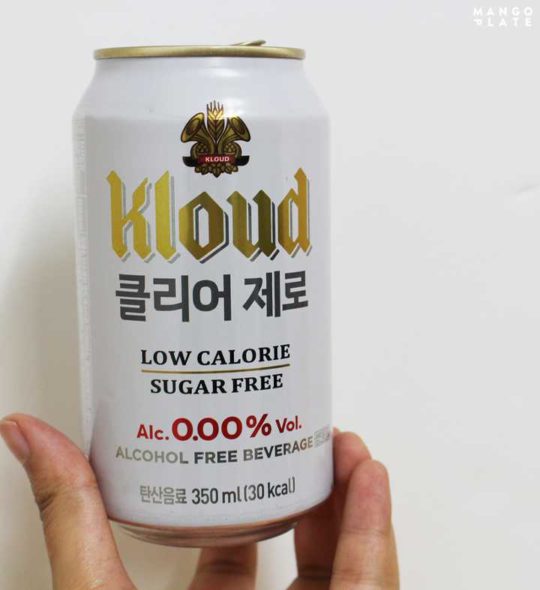 MANGO
PLATE
KLOUD
Kloud
클리어 제로
LOW CALORIE
SUGAR FREE
Alc. 0.00% Vol.
ALCOHOL FREE BEVERAGE
탄산음료 350 ml(30 kcal)